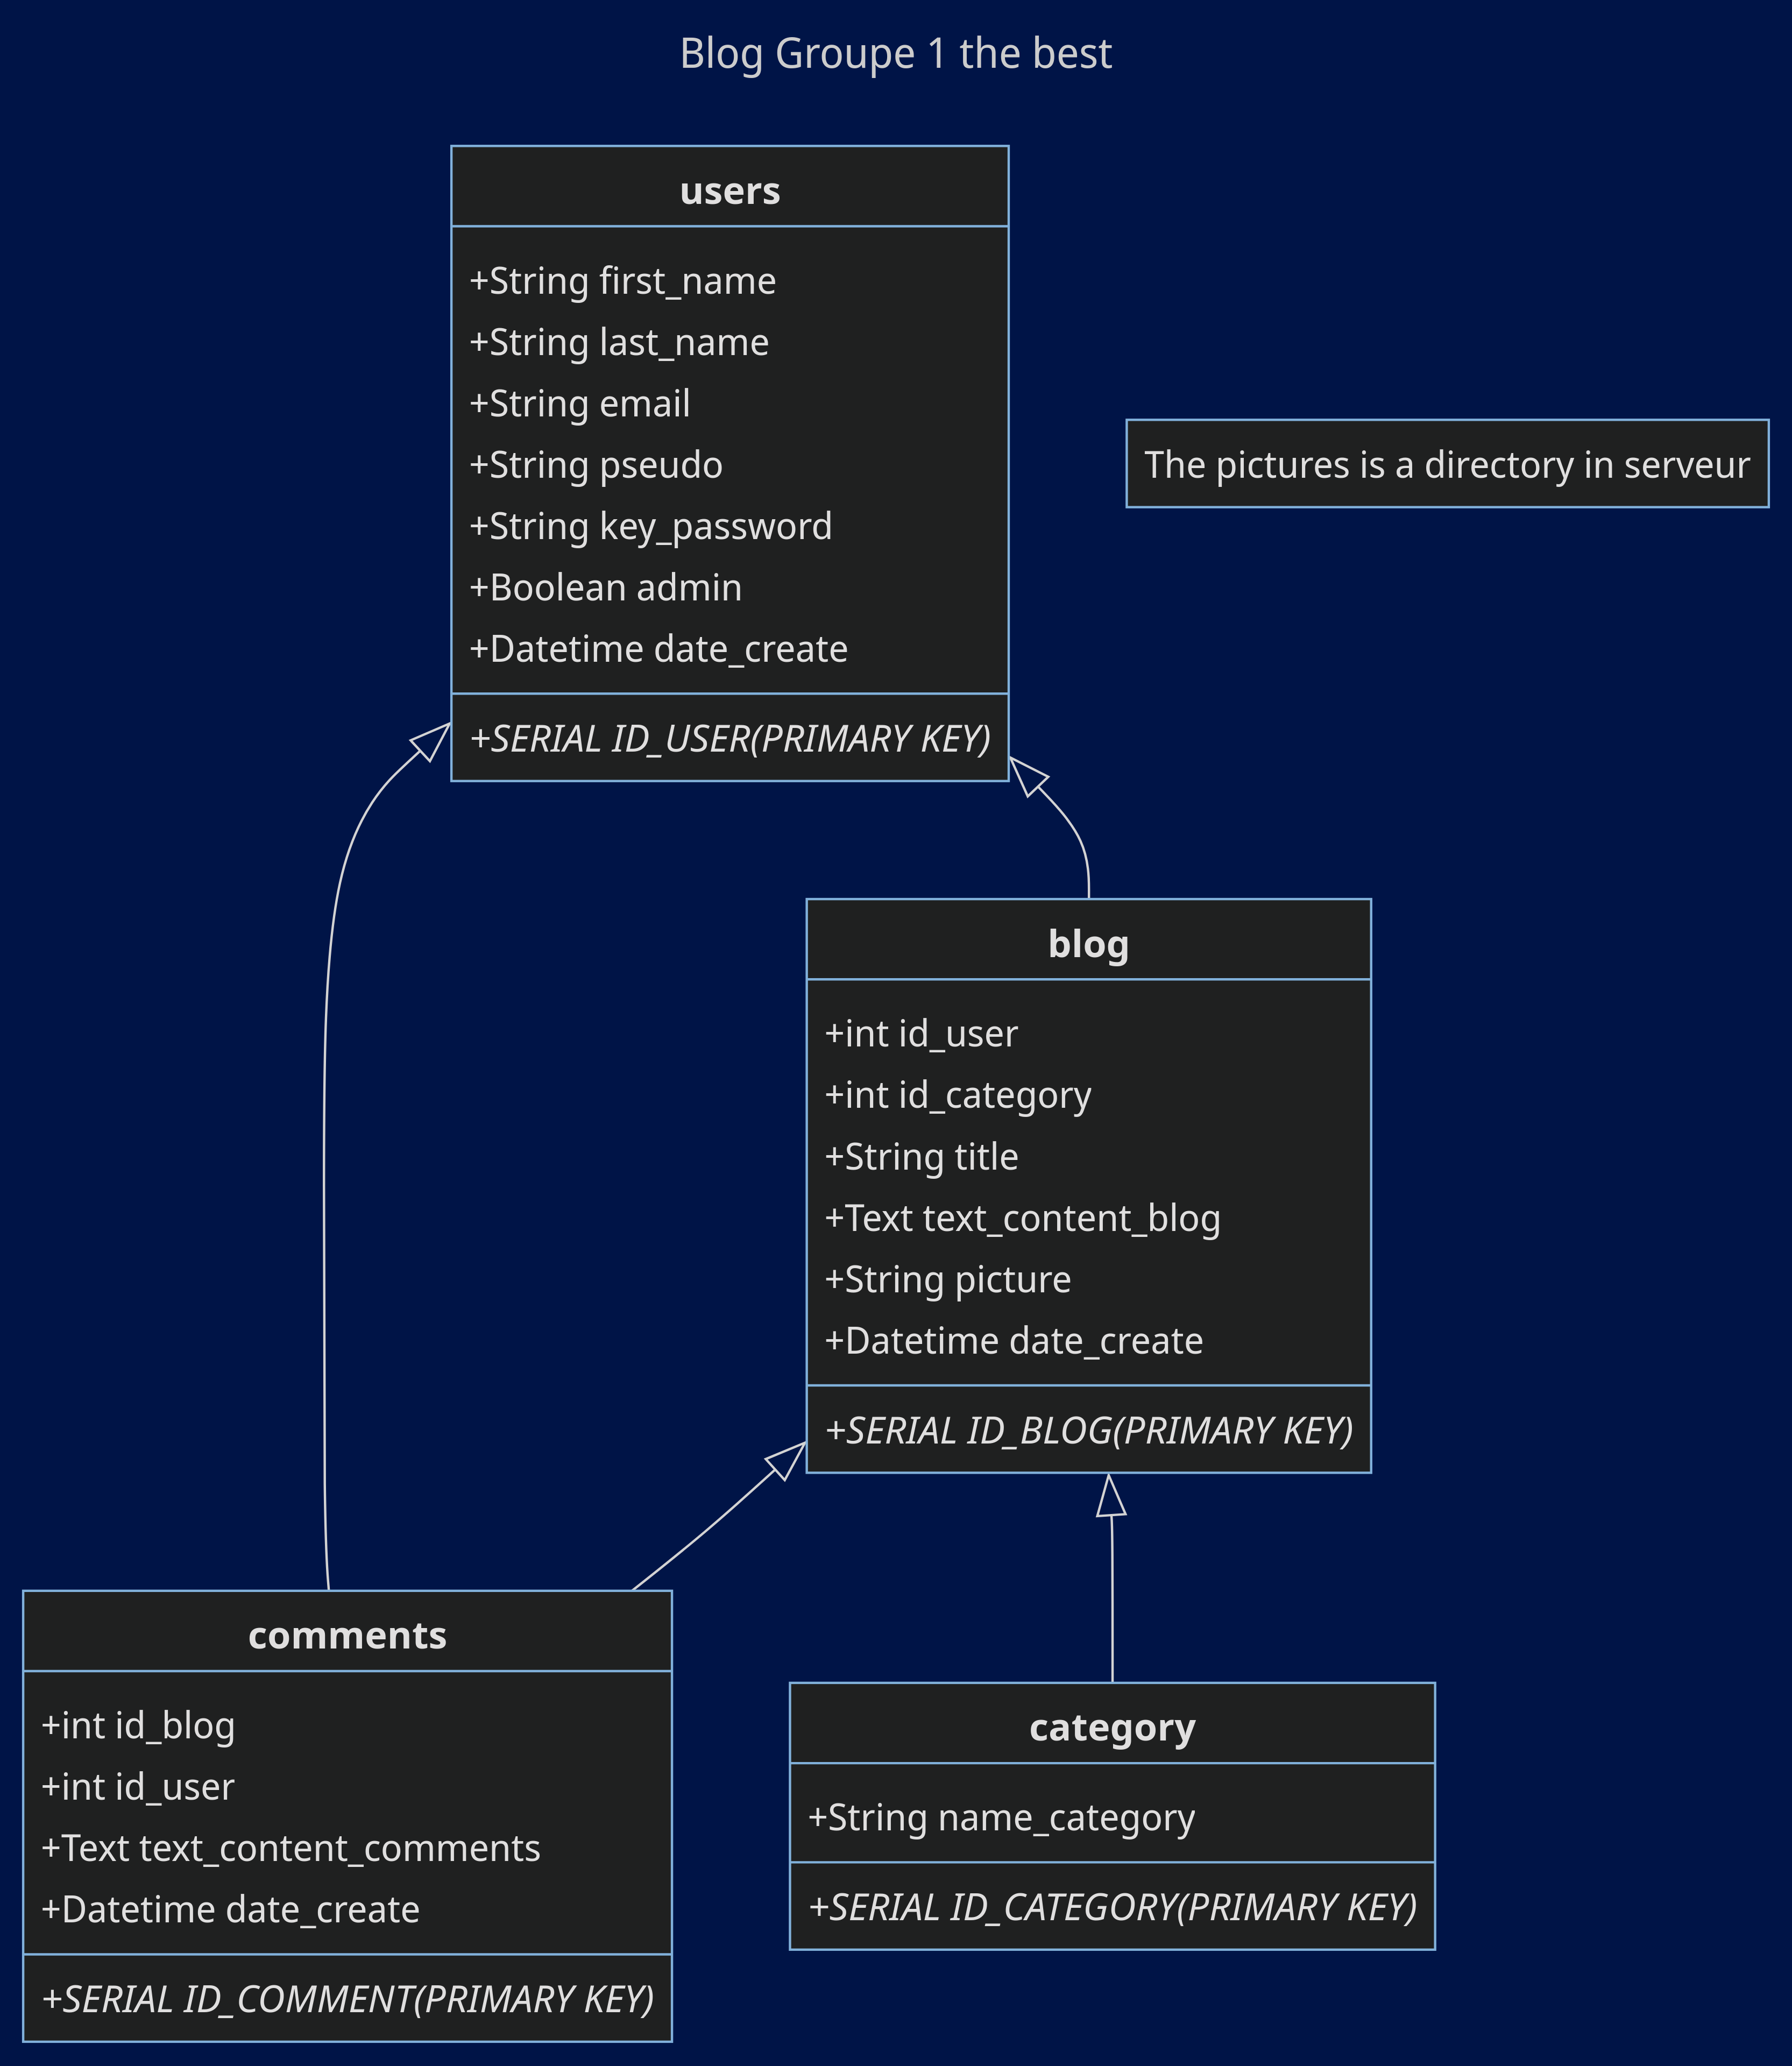 Blog Groupe 1 the best
users
+String first_name
+String last_name
+String email
+String pseudo
+String key_password
+Boolean admin
+Datetime date_create
+SERIAL ID_USER(PRIMARY KEY)
The pictures is a directory in serveur
blog
+int id_user
+int id_category
+String title
+Text text_content_blog
+String picture
+Datetime date_create
+SERIAL ID_BLOG(PRIMARY KEY)
comments
+int id_blog
+int id_user
+Text text_content_comments
+Datetime date_create
+SERIAL ID_COMMENT(PRIMARY KEY)
category
+String name_category
+SERIAL ID_CATEGORY(PRIMARY KEY)